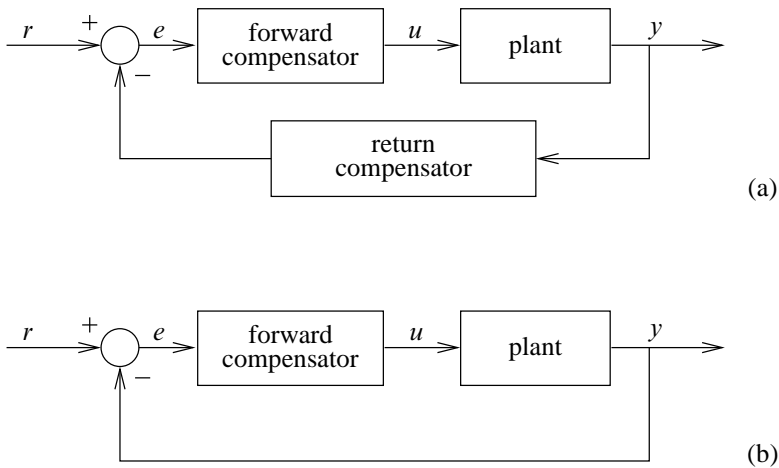 r + e forward compensator u plant y
−
return compensator
(a)
r + e forward compensator u plant y
−
(b)